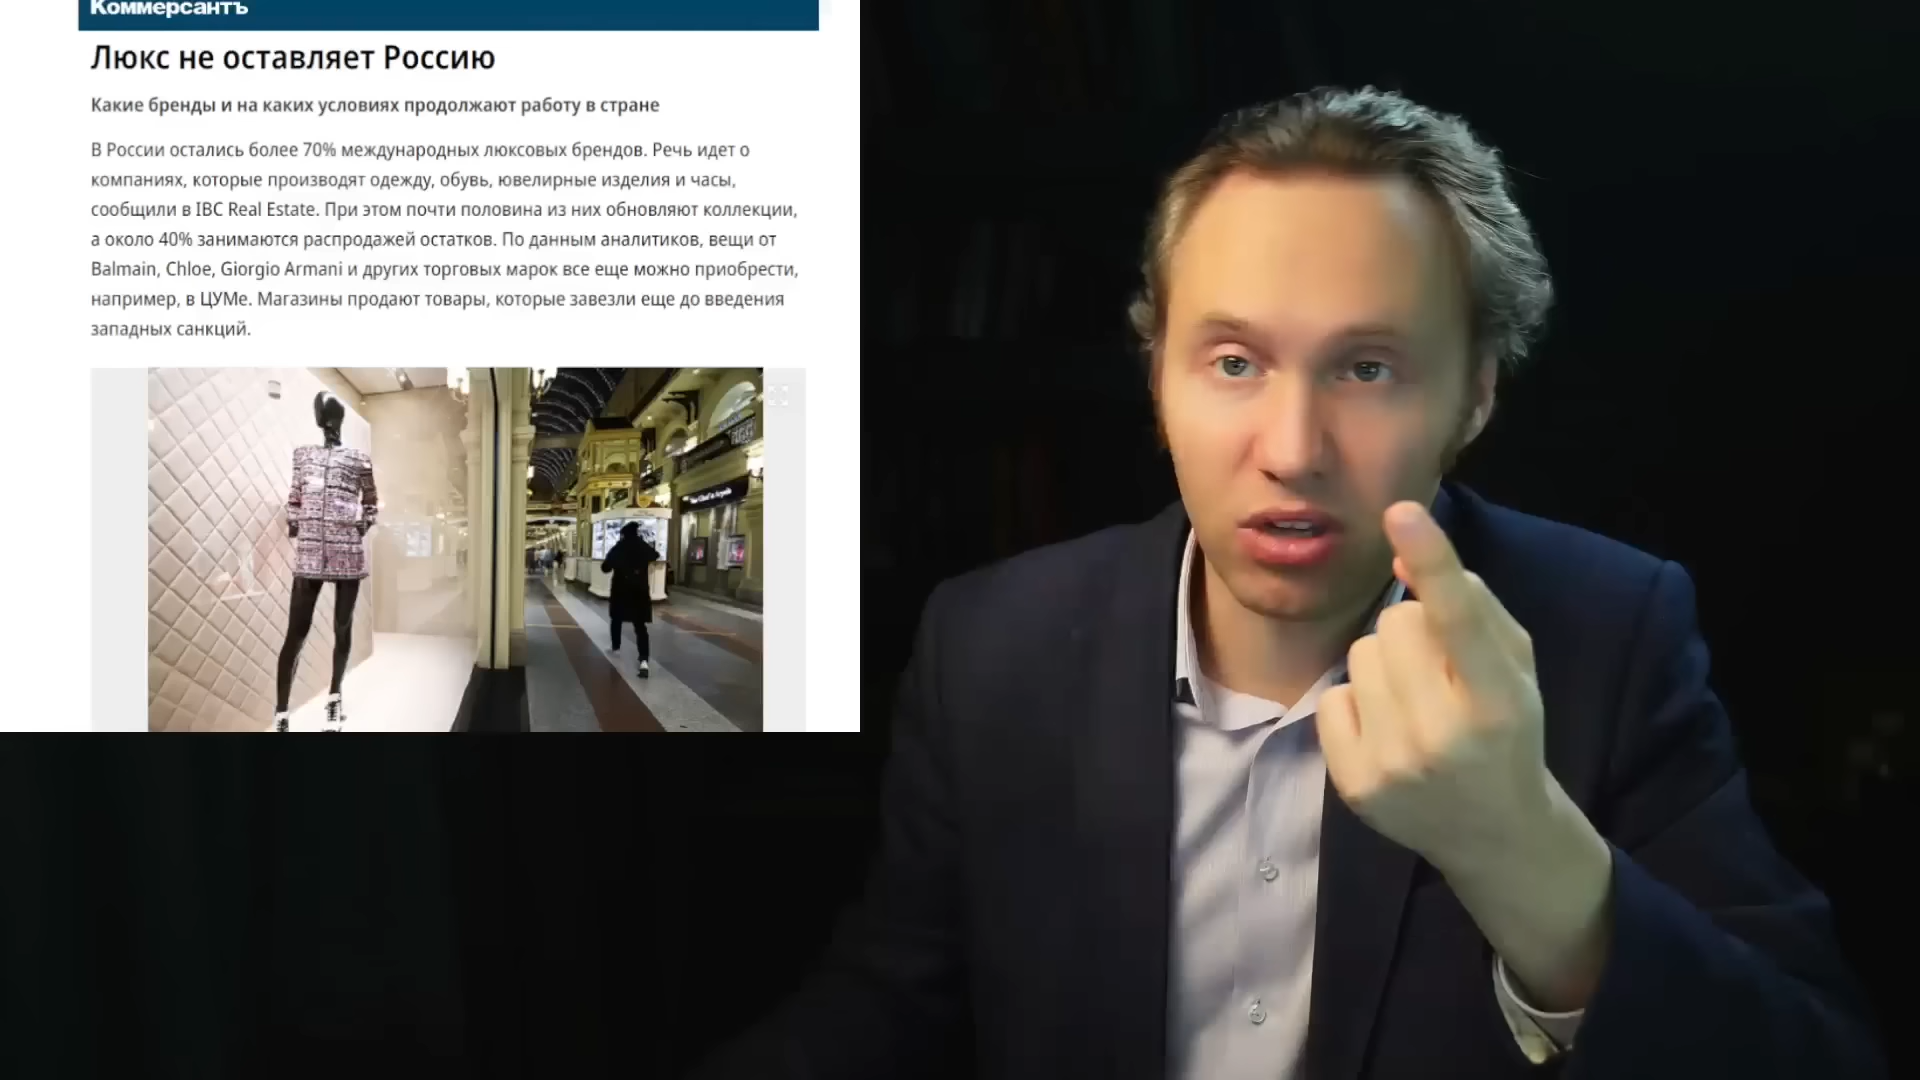 Коммерсантъ
Люкс не оставляет Россию
Какие бренды и на каких условиях продолжают работу в стране
В России остались более 70% международных люксовых брендов. Речь идет о
компаниях, которые производят одежду, обувь, ювелирные изделия и часы,
сообщили в IBC Real Estate. При этом почти половина из них обновляют коллекции,
а около 40% занимаются распродажей остатков. По данным аналитиков, вещи от
Balmain, Chloe, Giorgio Armani и других торговых марок все еще можно приобрести,
например, в ЦУМе. Магазины продают товары, которые завезли еще до введения
западных санкций.